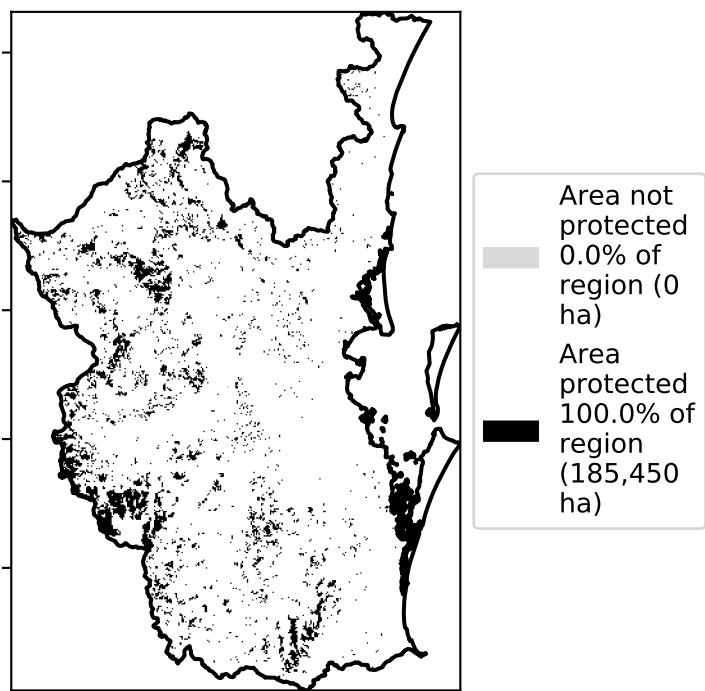 Area not
protected
0.0% of
region (0
ha)
Area
protected
100.0% of
region
(185,450
ha)